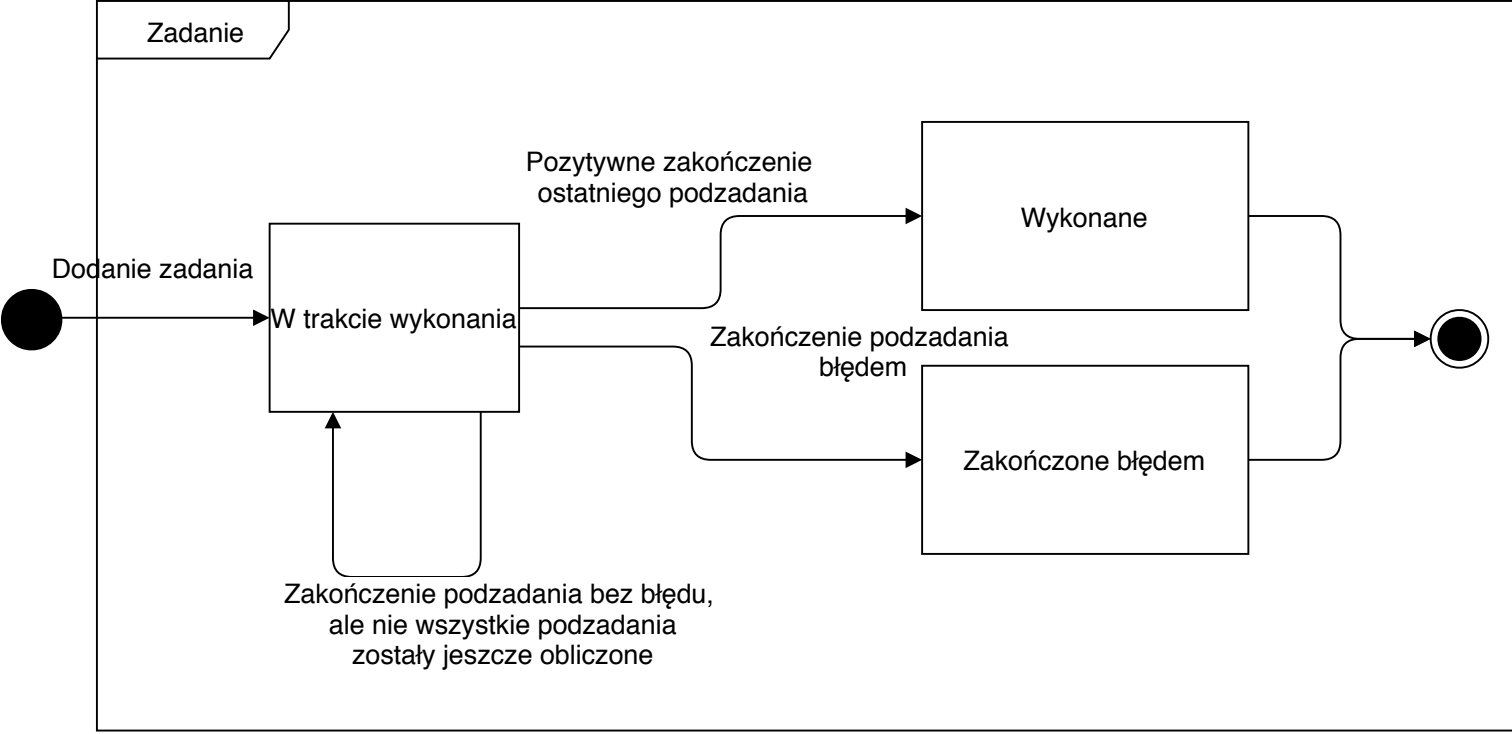 Zadanie
Pozytywne zakończenie
ostatniego podzadania
Wykonane
Dodanie zadania
W trakcie wykonania
Zakończenie podzadania
błędem
Zakończone błędem
Zakończenie podzadania bez błędu,
ale nie wszystkie podzadania
zostały jeszcze obliczone